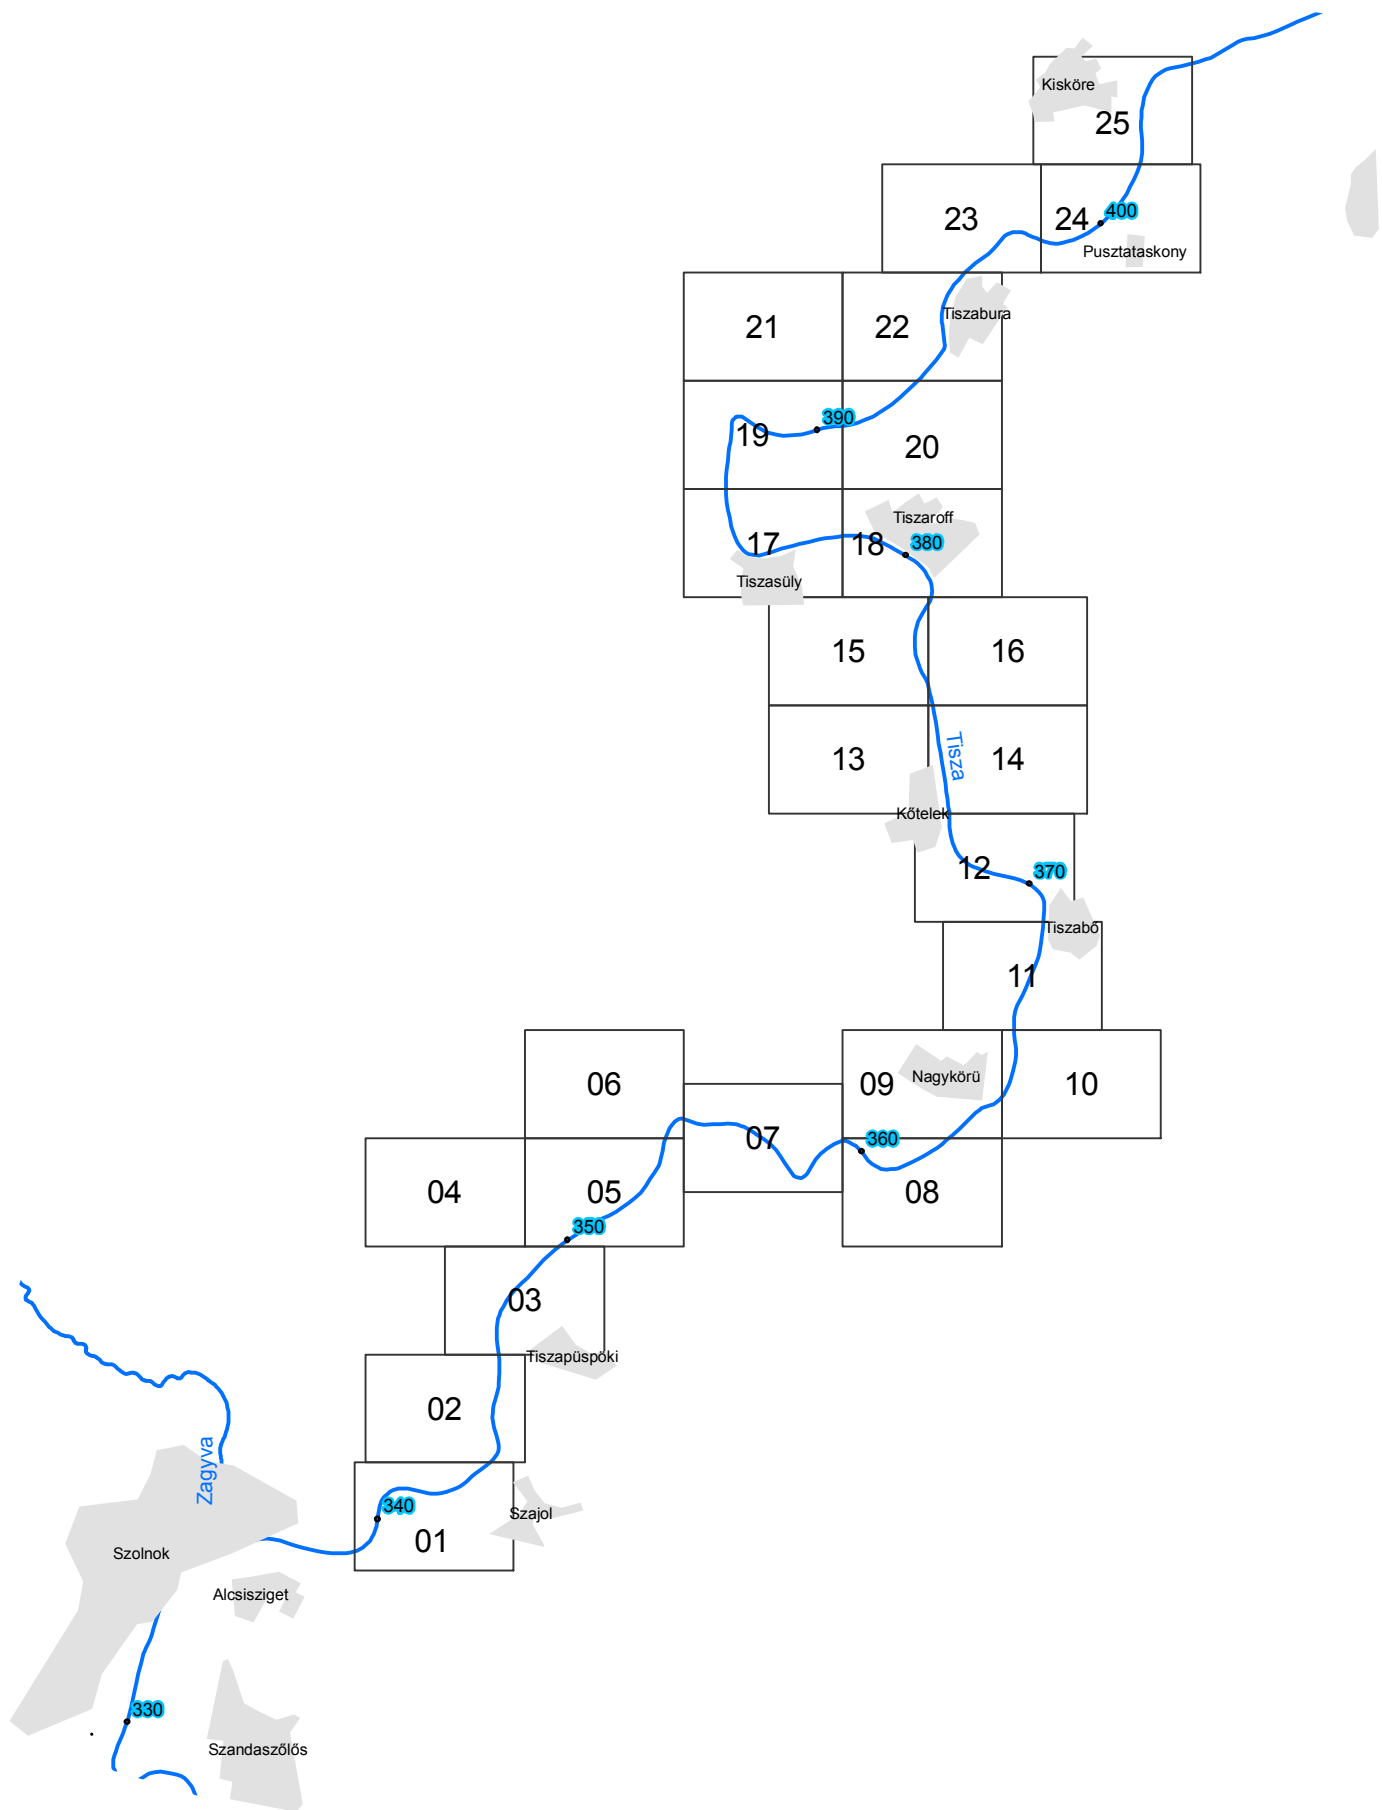 Kisköre
25
23
24
400
Pusztataskony
21
22
Tiszabura
19
390
20
17
18
Tiszaroff
380
Tiszasüly
15
16
13
14
Tisza
Kőtelek
12
370
Tiszabő
11
06
09
Nagykörü
10
07
360
04
05
08
350
03
Tiszapüspöki
02
Zagyva
340
01
Szajol
Szolnok
Alcsisziget
330
Szandaszőlős